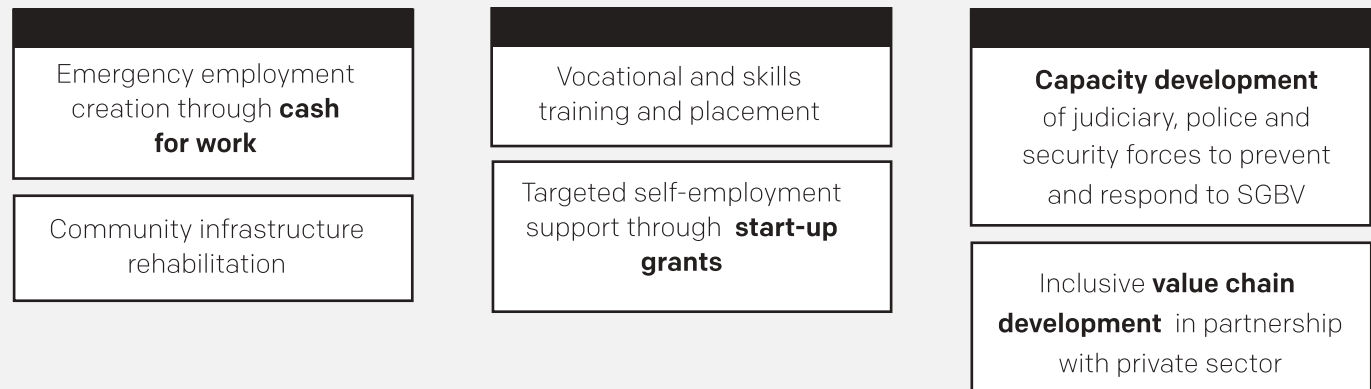 Emergency employment
creation through cash
for work
Community infrastructure
rehabilitation
Vocational and skills
training and placement
Targeted self-employment
support through start-up
grants
Capacity development
of judiciary, police and
security forces to prevent
and respond to SGBV
Inclusive value chain
development in partnership
with private sector